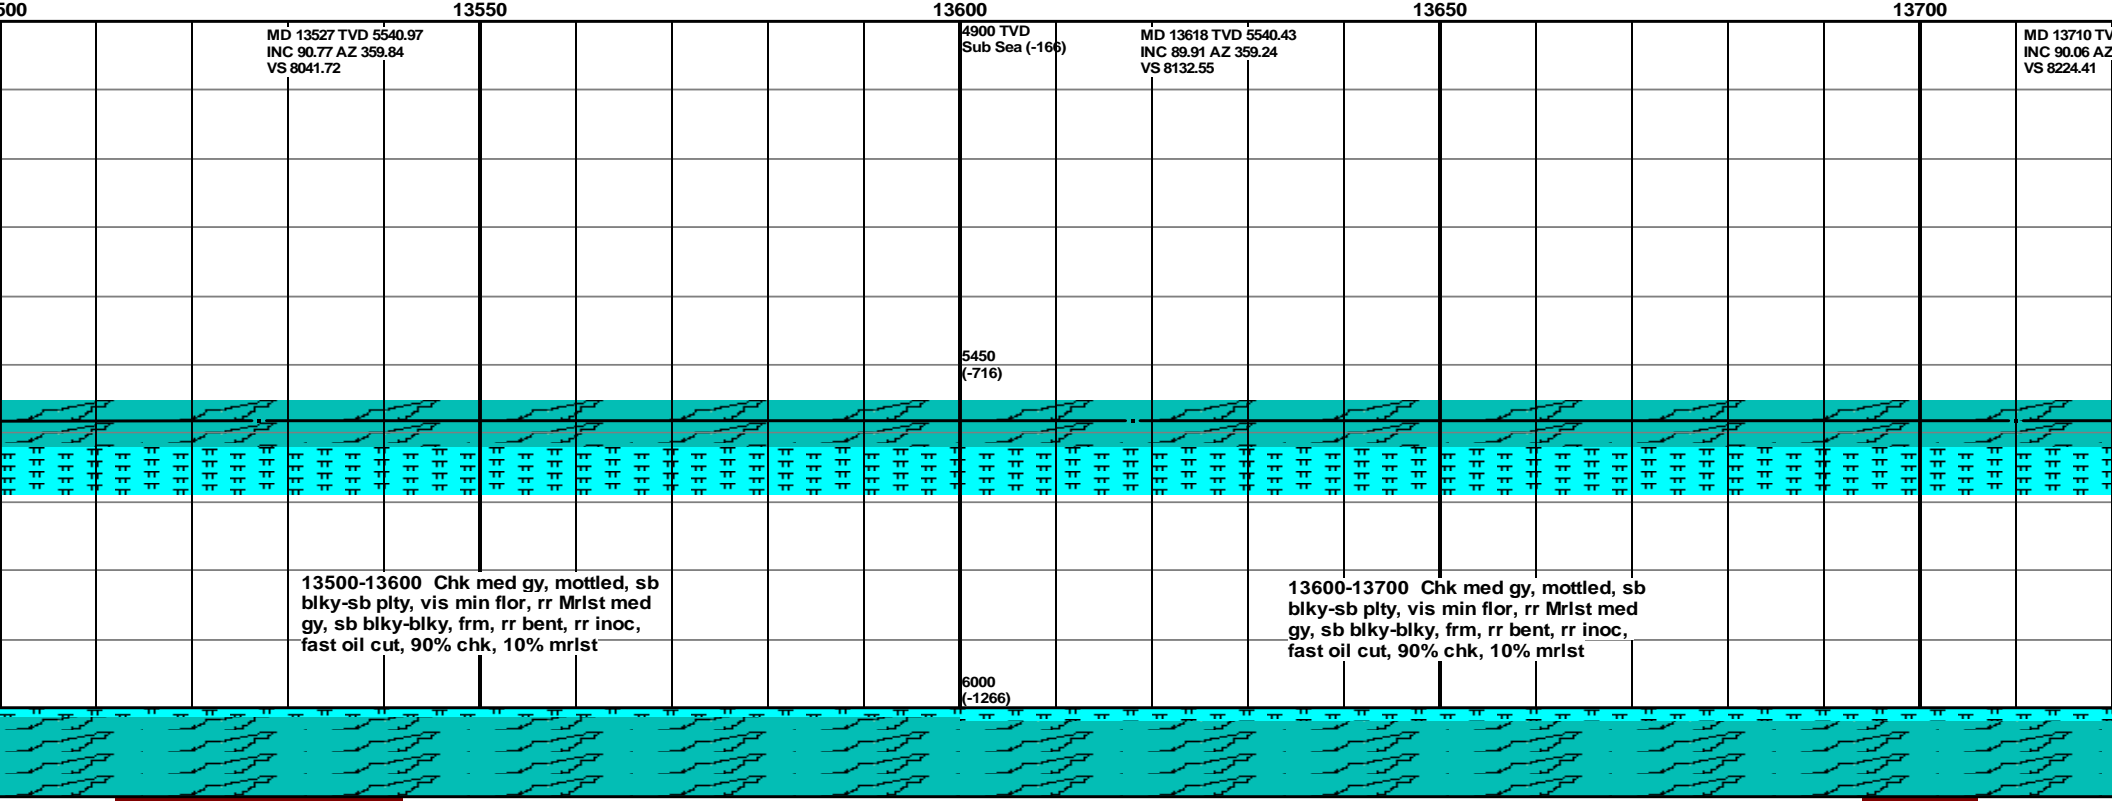 500 13550 13600 13650 13700
MD 13527 TVD 5540.97
INC 90.77 AZ 359.84
VS 8041.72
4900 TVD
Sub Sea (-166)
MD 13618 TVD 5540.43
INC 89.91 AZ 359.24
VS 8132.55
MD 13710 TV
INC 90.06 AZ
VS 8224.41
5450
(-716)
13500-13600 Chk med gy, mottled, sb
blky-sb plty, vis min flor, rr Mrlst med
gy, sb blky-blky, frm, rr bent, rr inoc,
fast oil cut, 90% chk, 10% mrlst
13600-13700 Chk med gy, mottled, sb
blky-sb plty, vis min flor, rr Mrlst med
gy, sb blky-blky, frm, rr bent, rr inoc,
fast oil cut, 90% chk, 10% mrlst
6000
(-1266)